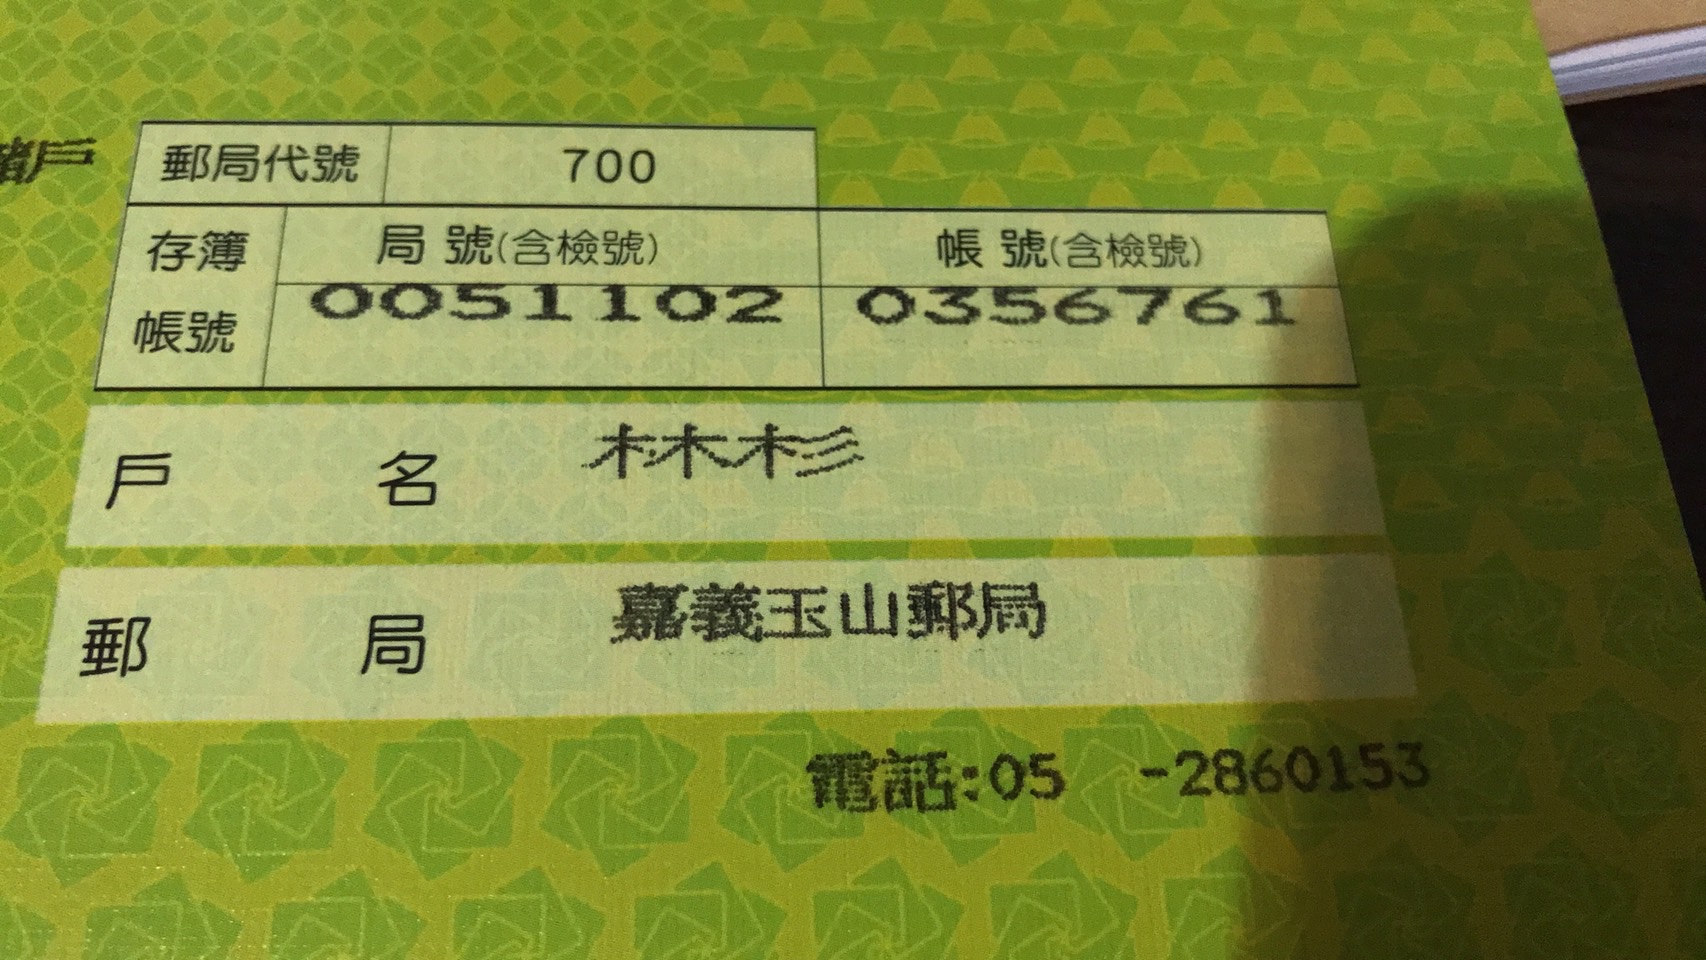 儲戶
郵局代號 700
存簿帳號 局號(含檢號) 帳號(含檢號)
0051102 0356761
戶名 林杉
郵局 嘉義玉山郵局
電話:05 -2860153